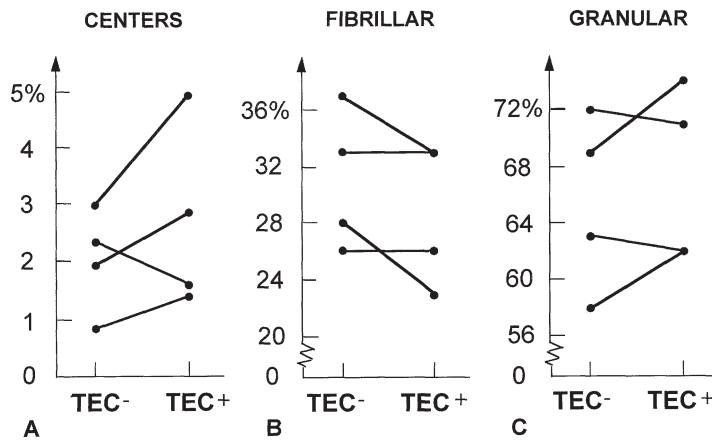 CENTERS
5%
4
3
2
1
0
TEC-
TEC+
A
FIBRILLAR
36%
32
28
24
20
0
TEC-
TEC+
B
GRANULAR
72%
68
64
60
56
0
TEC-
TEC+
C